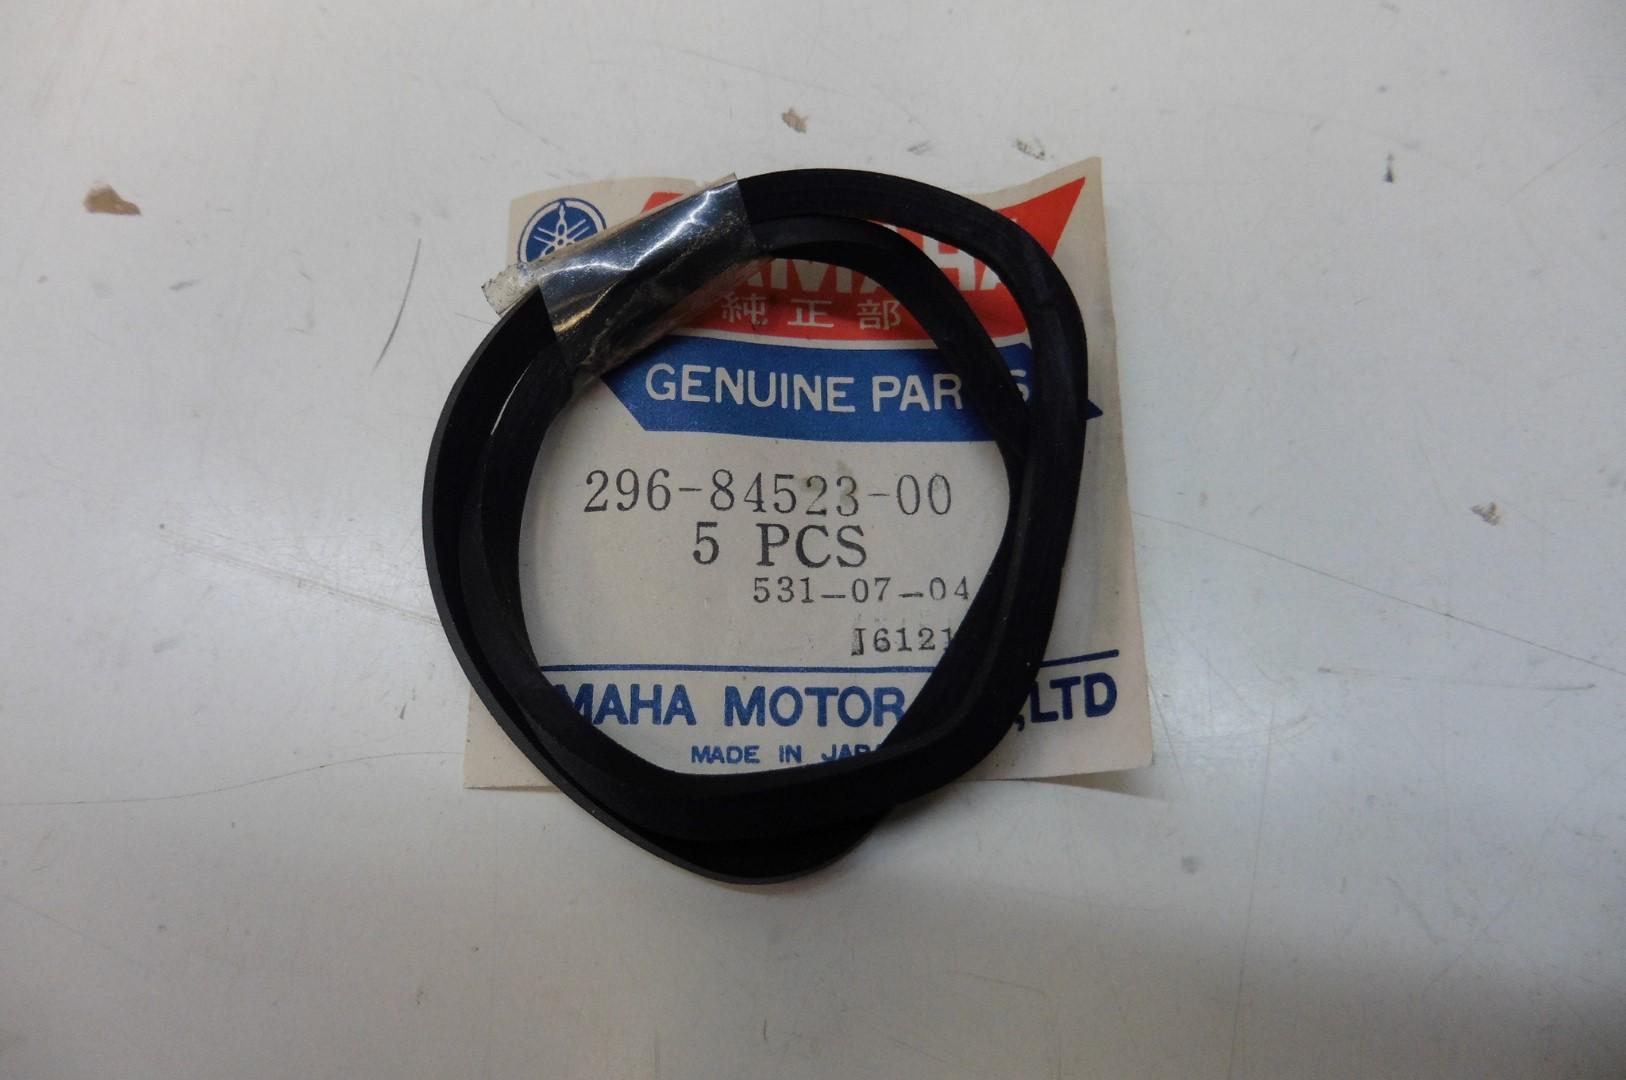 純正部
GENUINE PARTS
296-84523-00
5 PCS
531-07-04
J6121
MAHA MOTOR ,LTD
MADE IN JAPA